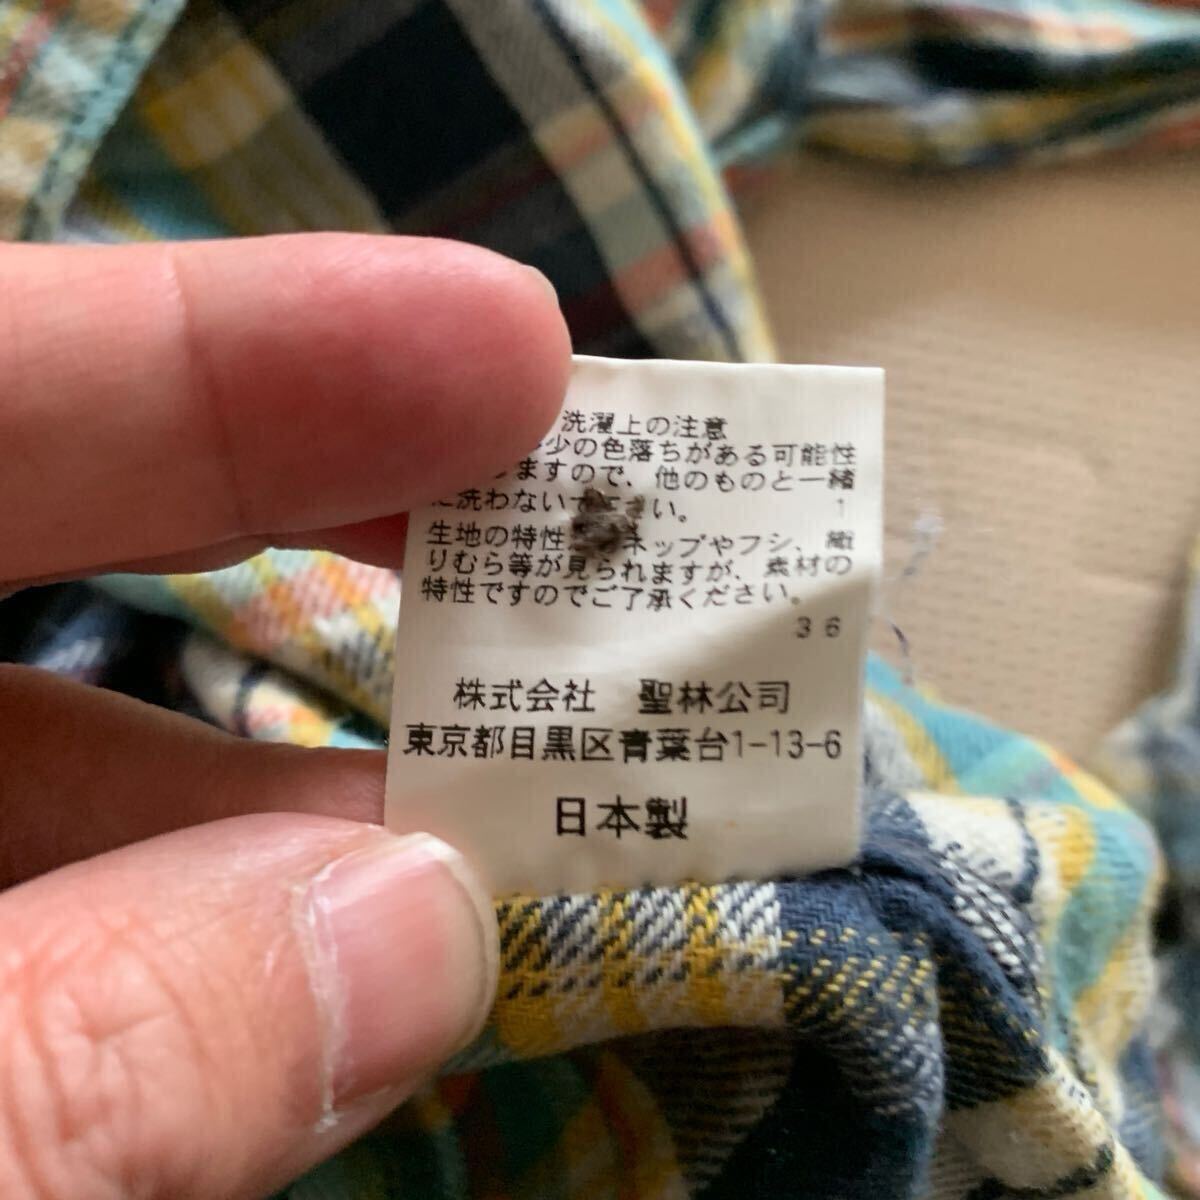 洗濯上の注意
少の色落ちがある可能性
ますので、他のものと一緒
に洗わないで さい。 1
生地の特性 ネップやフシ、織
りむら等が見られますが、素材の
特性ですのでご了承ください。
36
株式会社 聖林公司
東京都目黒区青葉台1-13-6
日本製